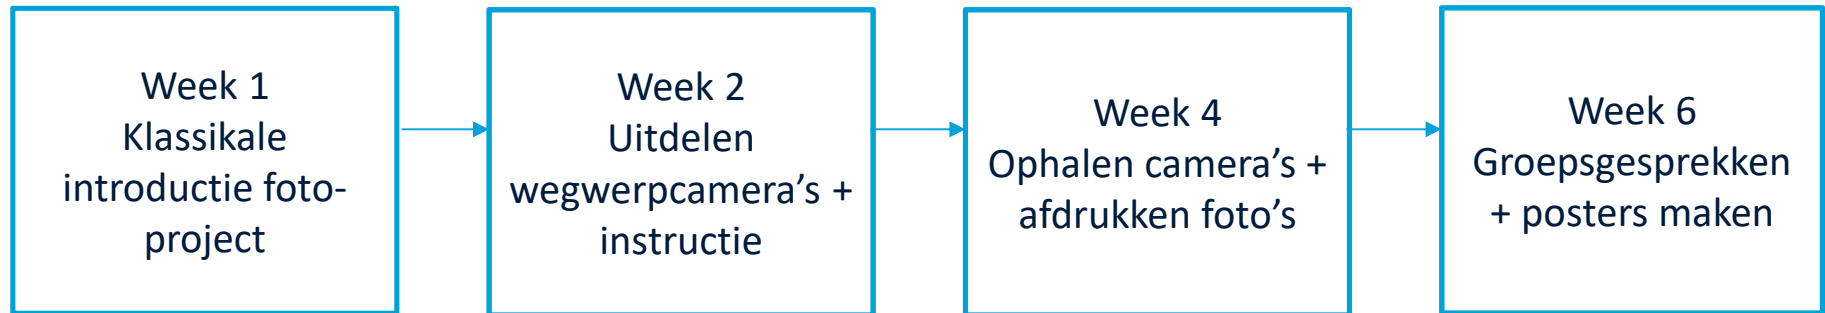 Week 1
Klassikale
introductie foto-
project
Week 2
Uitdelen
wegwerpcamera’s +
instructie
Week 4
Ophalen camera’s +
afdrukken foto’s
Week 6
Groepsgesprekken
+ posters maken